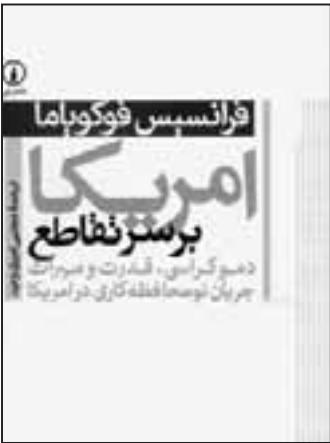 فرانسیس فوکویاما
امریکا
بر سر تقاطع
دموکراسی، قدرت و میراث
جریان نومحافظه‌کاری در امریکا